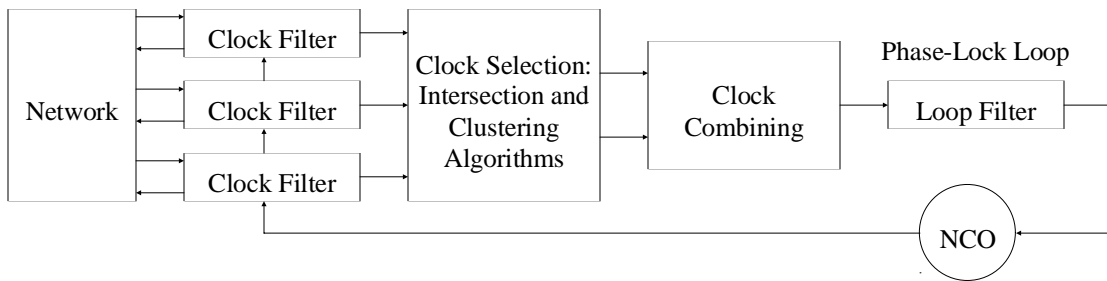 Network
Clock Filter
Clock Filter
Clock Filter
Clock Selection:
Intersection and
Clustering
Algorithms
Clock
Combining
Phase-Lock Loop
Loop Filter
NCO